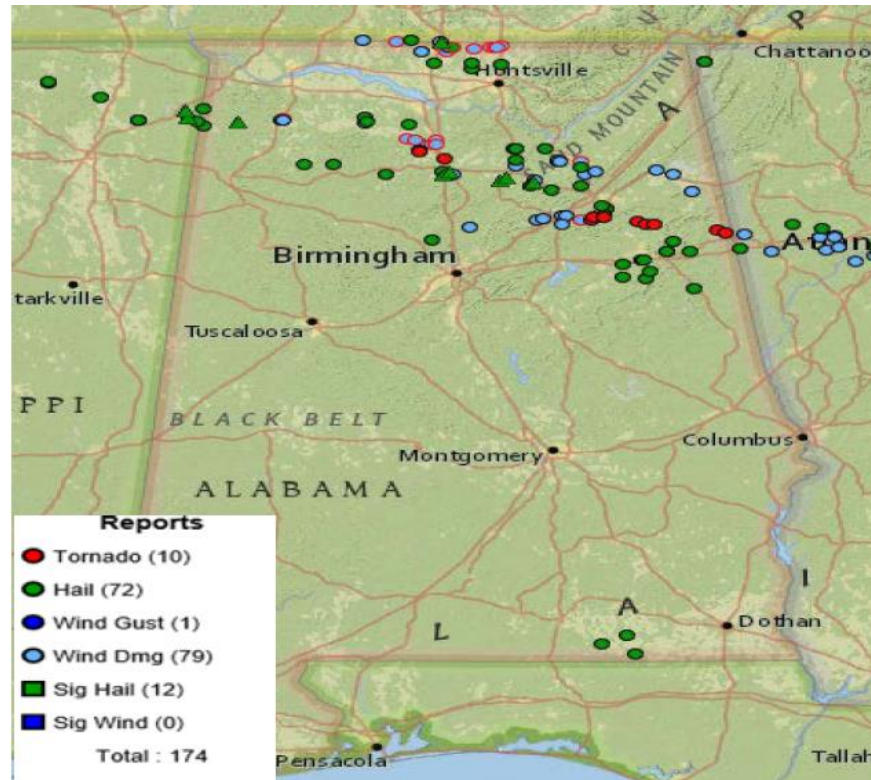 C U
P
Chattanoo
Huntsville
SAND MOUNTAIN
A
Birmingham
Atlan
tarkville
Tuscaloosa
PPI
BLACK BELT
Columbus
Montgomery
ALABAMA
Reports
Tornado (10)
Hail (72)
Wind Gust (1)
Wind Dmg (79)
Sig Hail (12)
Sig Wind (0)
Total : 174
I
A
L
Dothan
Pensacola
Tallah